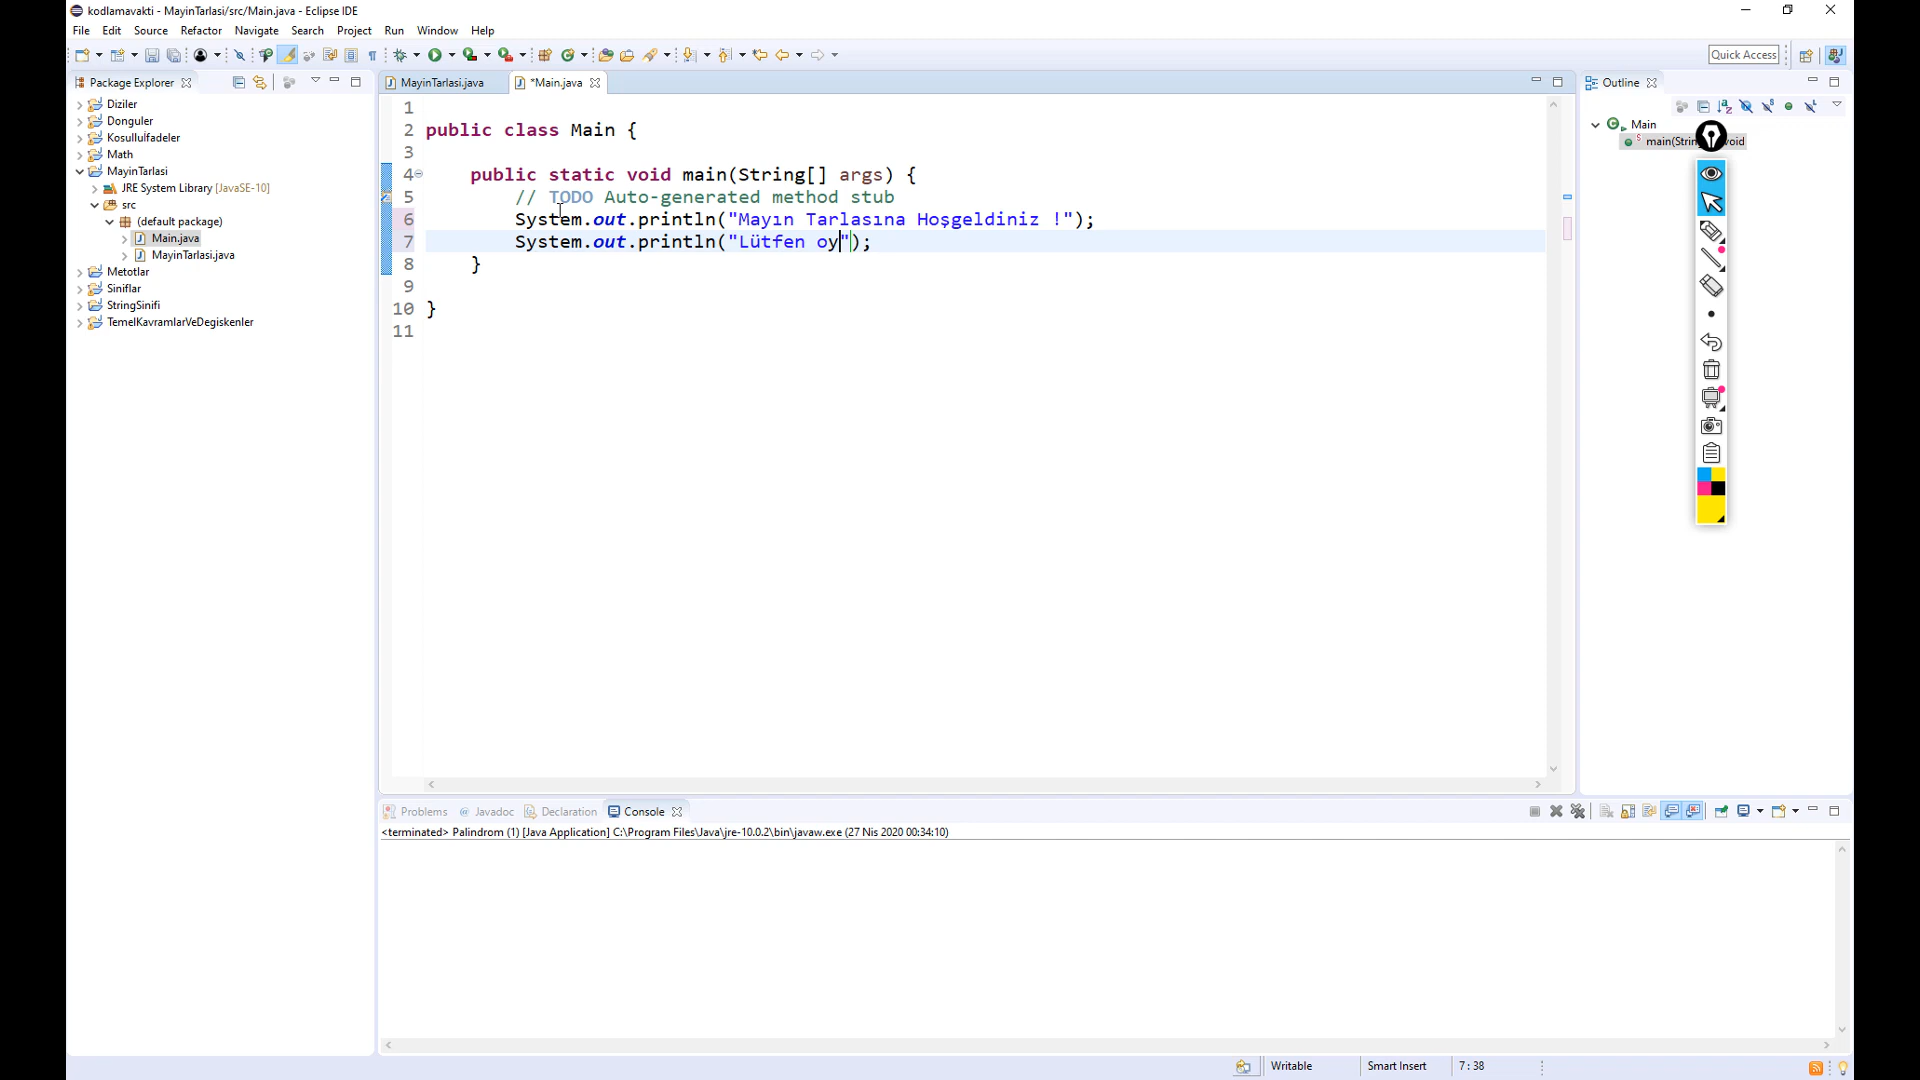 kodlamavakti - MayinTarlasi/src/Main.java - Eclipse IDE
File Edit Source Refactor Navigate Search Project Run Window Help
Quick Access
Package Explorer
MayinTarlasi.java
*Main.java
Outline
Diziler
Donguler
KosulluIfadeler
Math
MayinTarlasi
JRE System Library [JavaSE-10]
src
(default package)
Main.java
MayinTarlasi.java
Metotlar
Siniflar
StringSinifi
TemelKavramlarVeDegiskenler
1
2 public class Main {
3
4 public static void main(String[] args) {
5 // TODO Auto-generated method stub
6 System.out.println("Mayın Tarlasına Hoşgeldiniz !");
7 System.out.println("Lütfen oy");
8 }
9
10 }
11
Main
main(Strin void
Problems Javadoc Declaration Console
<terminated> Palindrom (1) [Java Application] C:\Program Files\Java\jre-10.0.2\bin\javaw.exe (27 Nis 2020 00:34:10)
Writable Smart Insert 7 : 38